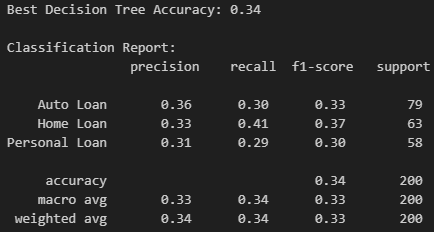 Best Decision Tree Accuracy: 0.34
Classification Report:
precision recall f1-score support
Auto Loan 0.36 0.30 0.33 79
Home Loan 0.33 0.41 0.37 63
Personal Loan 0.31 0.29 0.30 58
accuracy 0.34 200
macro avg 0.33 0.34 0.33 200
weighted avg 0.34 0.34 0.33 200